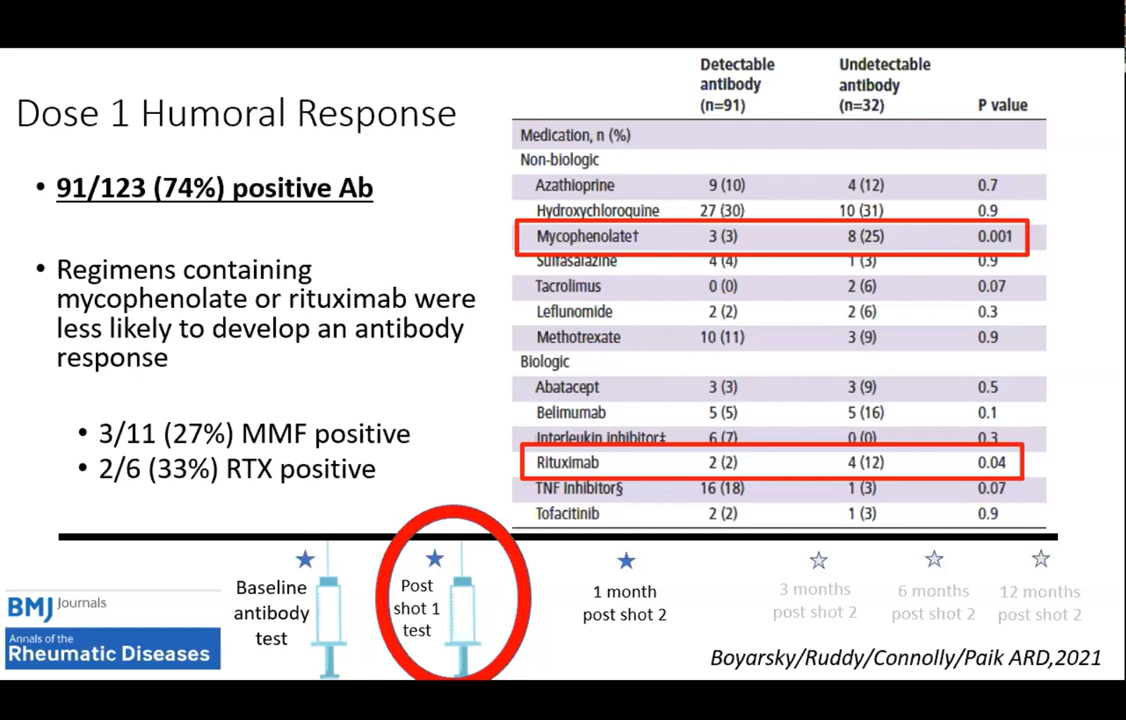 Dose 1 Humoral Response
• 91/123 (74%) positive Ab
• Regimens containing
mycophenolate or rituximab were
less likely to develop an antibody
response
• 3/11 (27%) MMF positive
• 2/6 (33%) RTX positive
Detectable antibody (n=91) Undetectable antibody (n=32) P value
Medication, n (%)
Non-biologic
Azathioprine 9 (10) 4 (12) 0.7
Hydroxychloroquine 27 (30) 10 (31) 0.9
Mycophenolate† 3 (3) 8 (25) 0.001
Sulfasalazine 4 (4) 1 (3) 0.9
Tacrolimus 0 (0) 2 (6) 0.07
Leflunomide 2 (2) 2 (6) 0.3
Methotrexate 10 (11) 3 (9) 0.9
Biologic
Abatacept 3 (3) 3 (9) 0.5
Belimumab 5 (5) 5 (16) 0.1
Interleukin inhibitor‡ 6 (7) 0 (0) 0.3
Rituximab 2 (2) 4 (12) 0.04
TNF Inhibitor§ 16 (18) 1 (3) 0.07
Tofacitinib 2 (2) 1 (3) 0.9
Baseline
antibody
test
Post
shot 1
test
1 month
post shot 2
3 months
post shot 2
6 months
post shot 2
12 months
post shot 2
BMJ Journals
Annals of the
Rheumatic Diseases
Boyarsky/Ruddy/Connolly/Paik ARD,2021